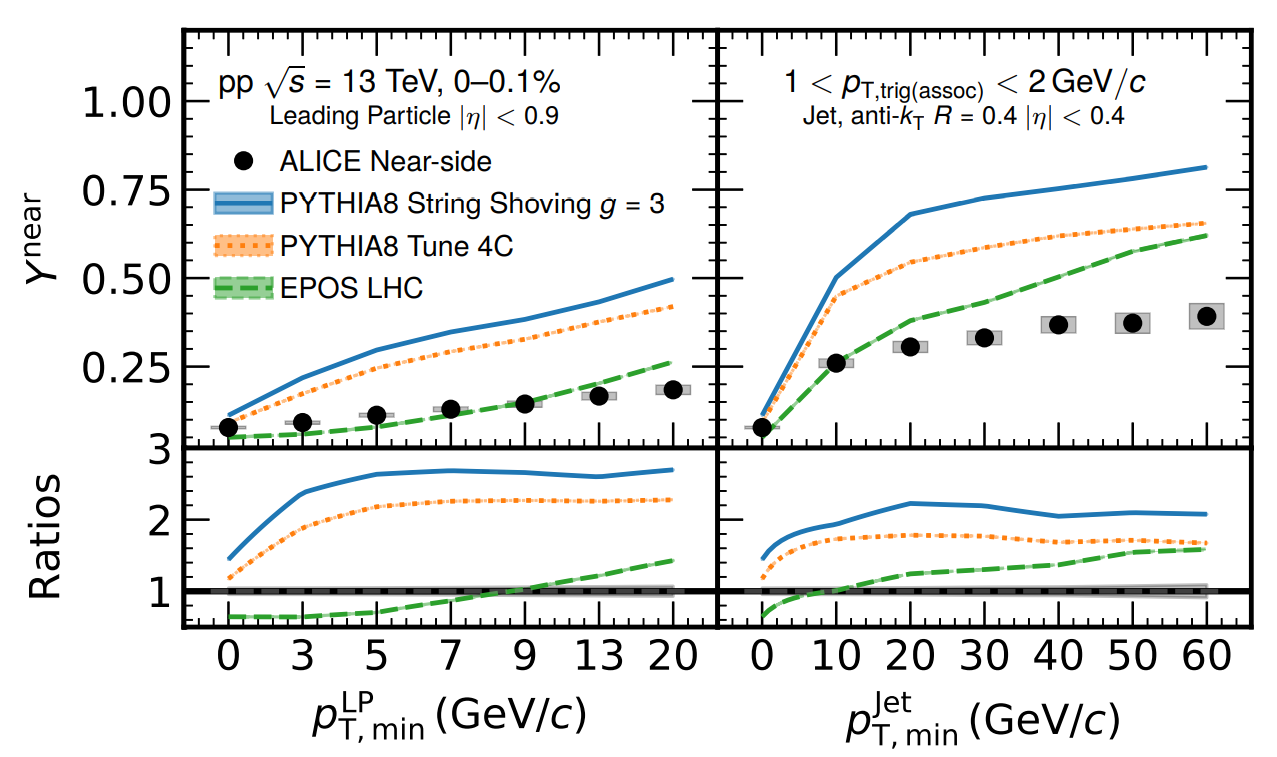 pp √s = 13 TeV, 0–0.1%
Leading Particle |η| < 0.9
ALICE Near-side
PYTHIA8 String Shoving g = 3
PYTHIA8 Tune 4C
EPOS LHC
1 < pT,trig(assoc) < 2 GeV/c
Jet, anti-kT R = 0.4 |η| < 0.4
Ynear
1.00
0.75
0.50
0.25
Ratios
3
2
1
0 3 5 7 9 13 20
0 10 20 30 40 50 60
pLPT, min (GeV/c)
pJetT, min (GeV/c)